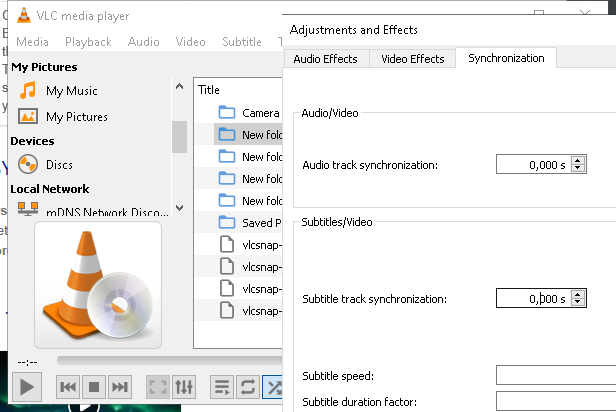 VLC media player
Media Playback Audio Video Subtitle T
My Pictures
My Music
My Pictures
Devices
Discs
Local Network
mDNS Network Disco...
Title
Camera
New fold
New fol
New fol
New fol
Saved P
vlcsnap-
vlcsnap-
vlcsnap-
vlcsnap-
--:--
Adjustments and Effects
Audio Effects Video Effects Synchronization
Audio/Video
Audio track synchronization: 0,000 s
Subtitles/Video
Subtitle track synchronization: 0,000 s
Subtitle speed:
Subtitle duration factor: